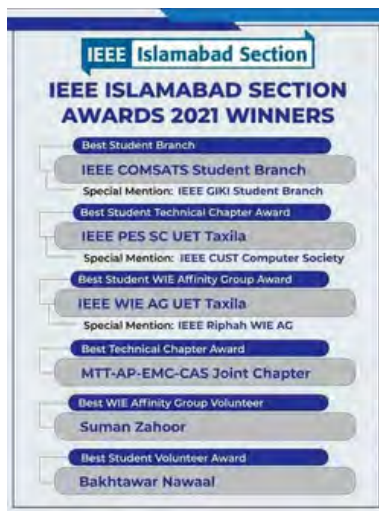 IEEE Islamabad Section
IEEE ISLAMABAD SECTION
AWARDS 2021 WINNERS
Best Student Branch
IEEE COMSATS Student Branch
Special Mention: IEEE GIKI Student Branch
Best Student Technical Chapter Award
IEEE PES SC UET Taxila
Special Mention: IEEE CUST Computer Society
Best Student WIE Affinity Group Award
IEEE WIE AG UET Taxila
Special Mention: IEEE Riphah WIE AG
Best Technical Chapter Award
MTT-AP-EMC-CAS Joint Chapter
Best WIE Affinity Group Volunteer
Suman Zahoor
Best Student Volunteer Award
Bakhtawar Nawaal